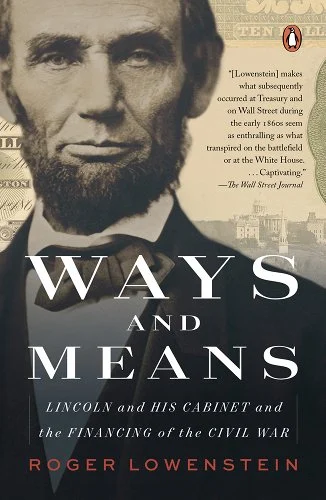 TEN DOLL
"[Lowenstein] makes
what subsequently
occurred at Treasury and
on Wall Street during
the early 1860s seem
as enthralling as what
transpired on the battlefield
or at the White House.
. . . Captivating."
—The Wall Street Journal
WAYS
AND
MEANS
LINCOLN and HIS CABINET and
the FINANCING of the CIVIL WAR
ROGER LOWENSTEIN